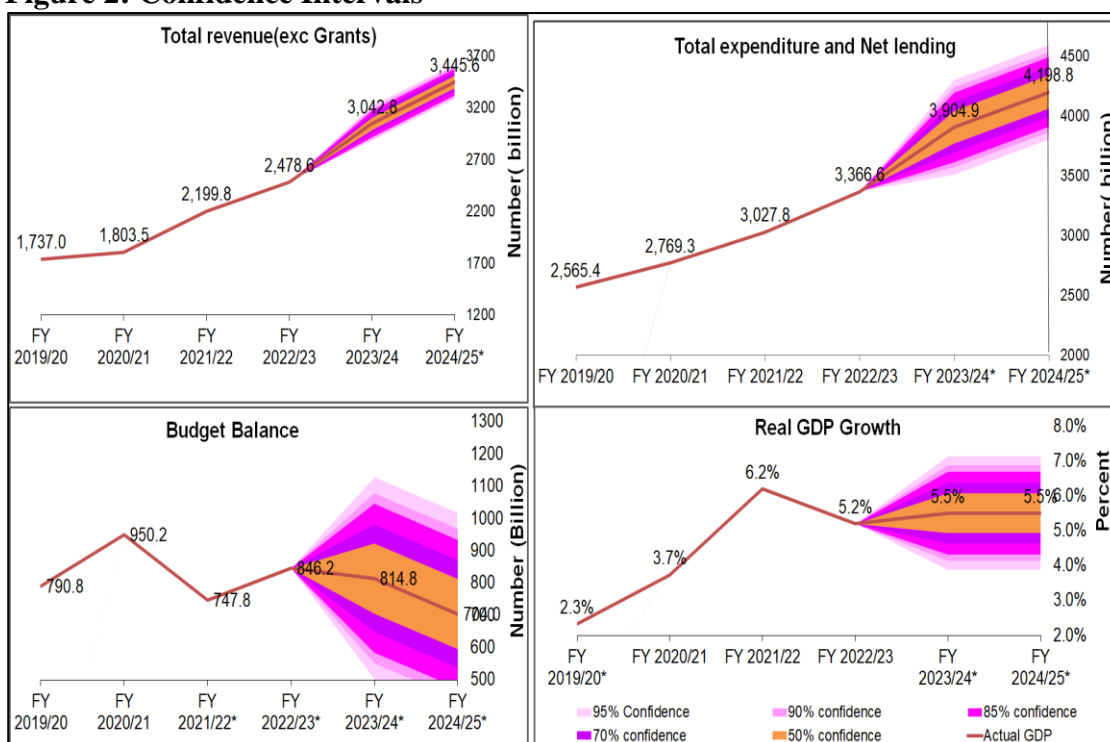 Figure 2: Confidence Intervals
Total revenue(exc Grants)
3700
3200
2700
2200
1700
1200
Number( billion)
1,737.0
1,803.5
2,199.8
2,478.6
3,042.8
3,445.6
FY 2019/20
FY 2020/21
FY 2021/22
FY 2022/23
FY 2023/24
FY 2024/25*
Total expenditure and Net lending
4500
4000
3500
3000
2500
2000
Number( billion)
2,565.4
2,769.3
3,027.8
3,366.6
3,904.9
4,198.8
FY 2019/20
FY 2020/21
FY 2021/22
FY 2022/23
FY 2023/24*
FY 2024/25*
Budget Balance
1300
1200
1100
1000
900
800
700
600
500
Number (Billion)
790.8
950.2
747.8
846.2
814.8
704.0
FY 2019/20
FY 2020/21
FY 2021/22*
FY 2022/23*
FY 2023/24*
FY 2024/25*
Real GDP Growth
8.0%
7.0%
6.0%
5.0%
4.0%
3.0%
2.0%
Percent
2.3%
3.7%
6.2%
5.2%
5.5%
5.5%
FY 2019/20*
FY 2020/21
FY 2021/22
FY 2022/23
FY 2023/24*
FY 2024/25*
95% Confidence
90% confidence
85% confidence
70% confidence
50% confidence
Actual GDP